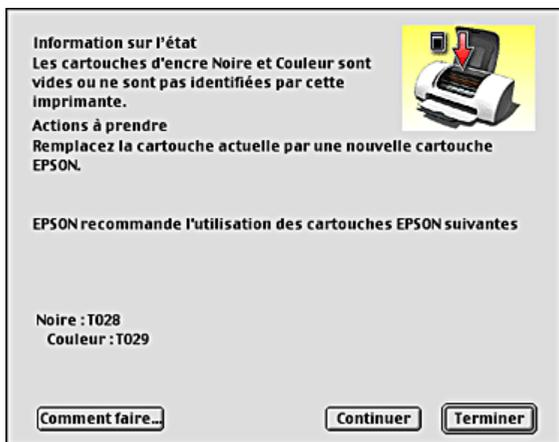 Information sur l'état
Les cartouches d'encre Noire et Couleur sont
vides ou ne sont pas identifiées par cette
imprimante.
Actions à prendre
Remplacez la cartouche actuelle par une nouvelle cartouche
EPSON.
EPSON recommande l'utilisation des cartouches EPSON suivantes
Noire : T028
Couleur : T029
Comment faire... Continuer Terminer